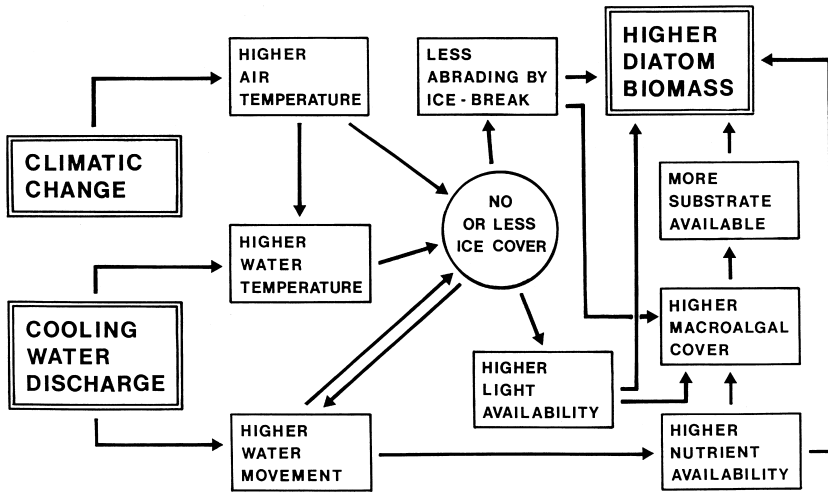 HIGHER
AIR
TEMPERATURE
LESS
ABRADING BY
ICE - BREAK
HIGHER
DIATOM
BIOMASS
CLIMATIC
CHANGE
NO
OR LESS
ICE COVER
MORE
SUBSTRATE
AVAILABLE
HIGHER
WATER
TEMPERATURE
COOLING
WATER
DISCHARGE
HIGHER
MACROALGAL
COVER
HIGHER
LIGHT
AVAILABILITY
HIGHER
WATER
MOVEMENT
HIGHER
NUTRIENT
AVAILABILITY